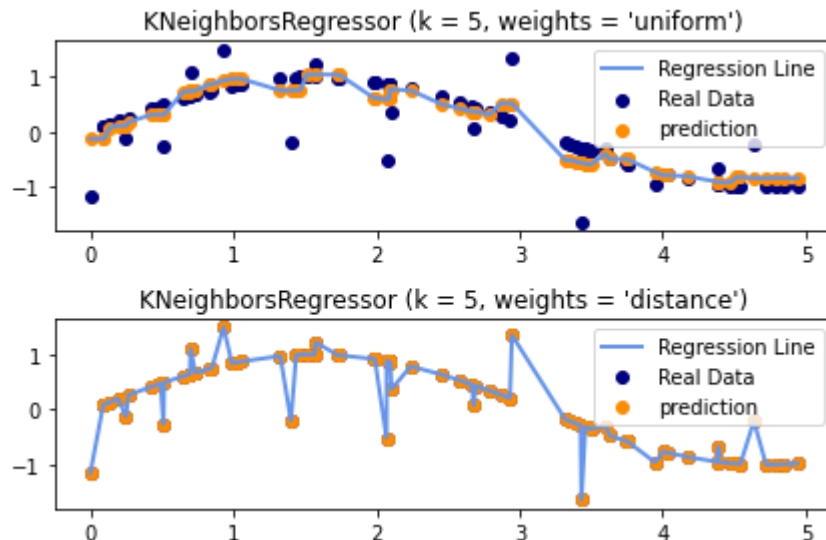 KNeighborsRegressor (k = 5, weights = 'uniform')
1
0
−1
Regression Line
Real Data
prediction
0 1 2 3 4 5
KNeighborsRegressor (k = 5, weights = 'distance')
1
0
−1
Regression Line
Real Data
prediction
0 1 2 3 4 5